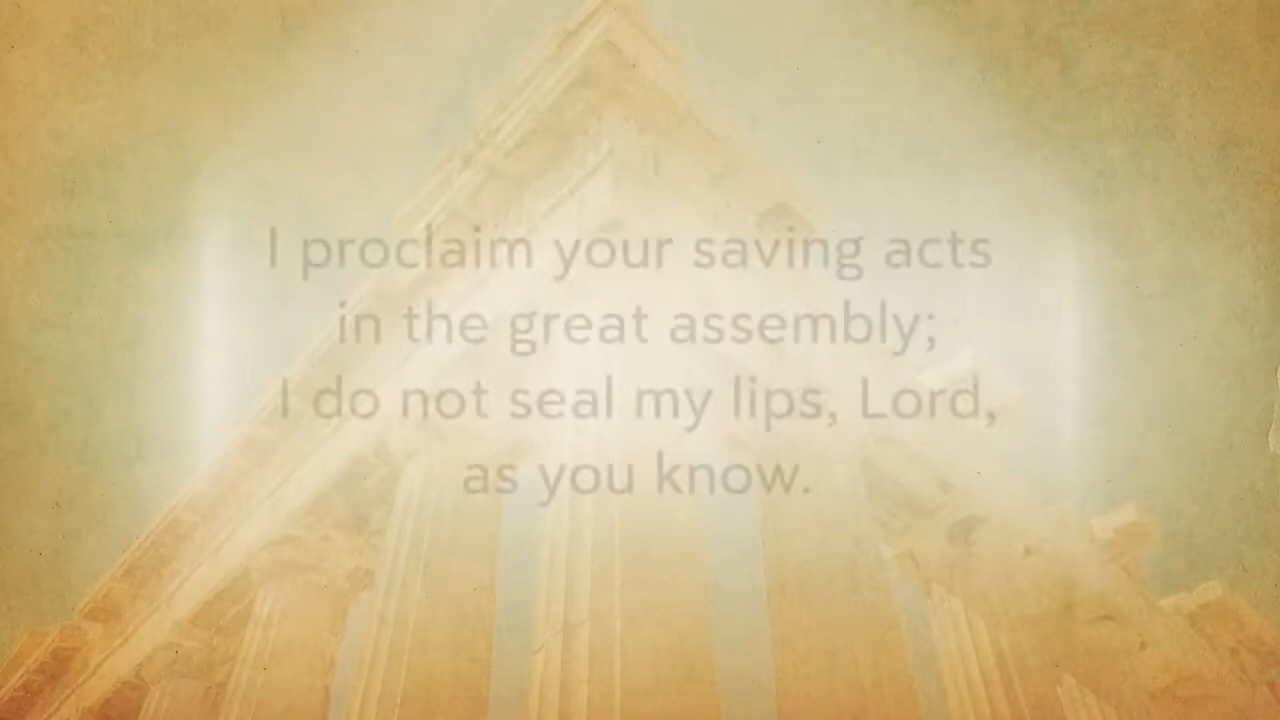 I proclaim your saving acts
in the great assembly;
I do not seal my lips, Lord,
as you know.